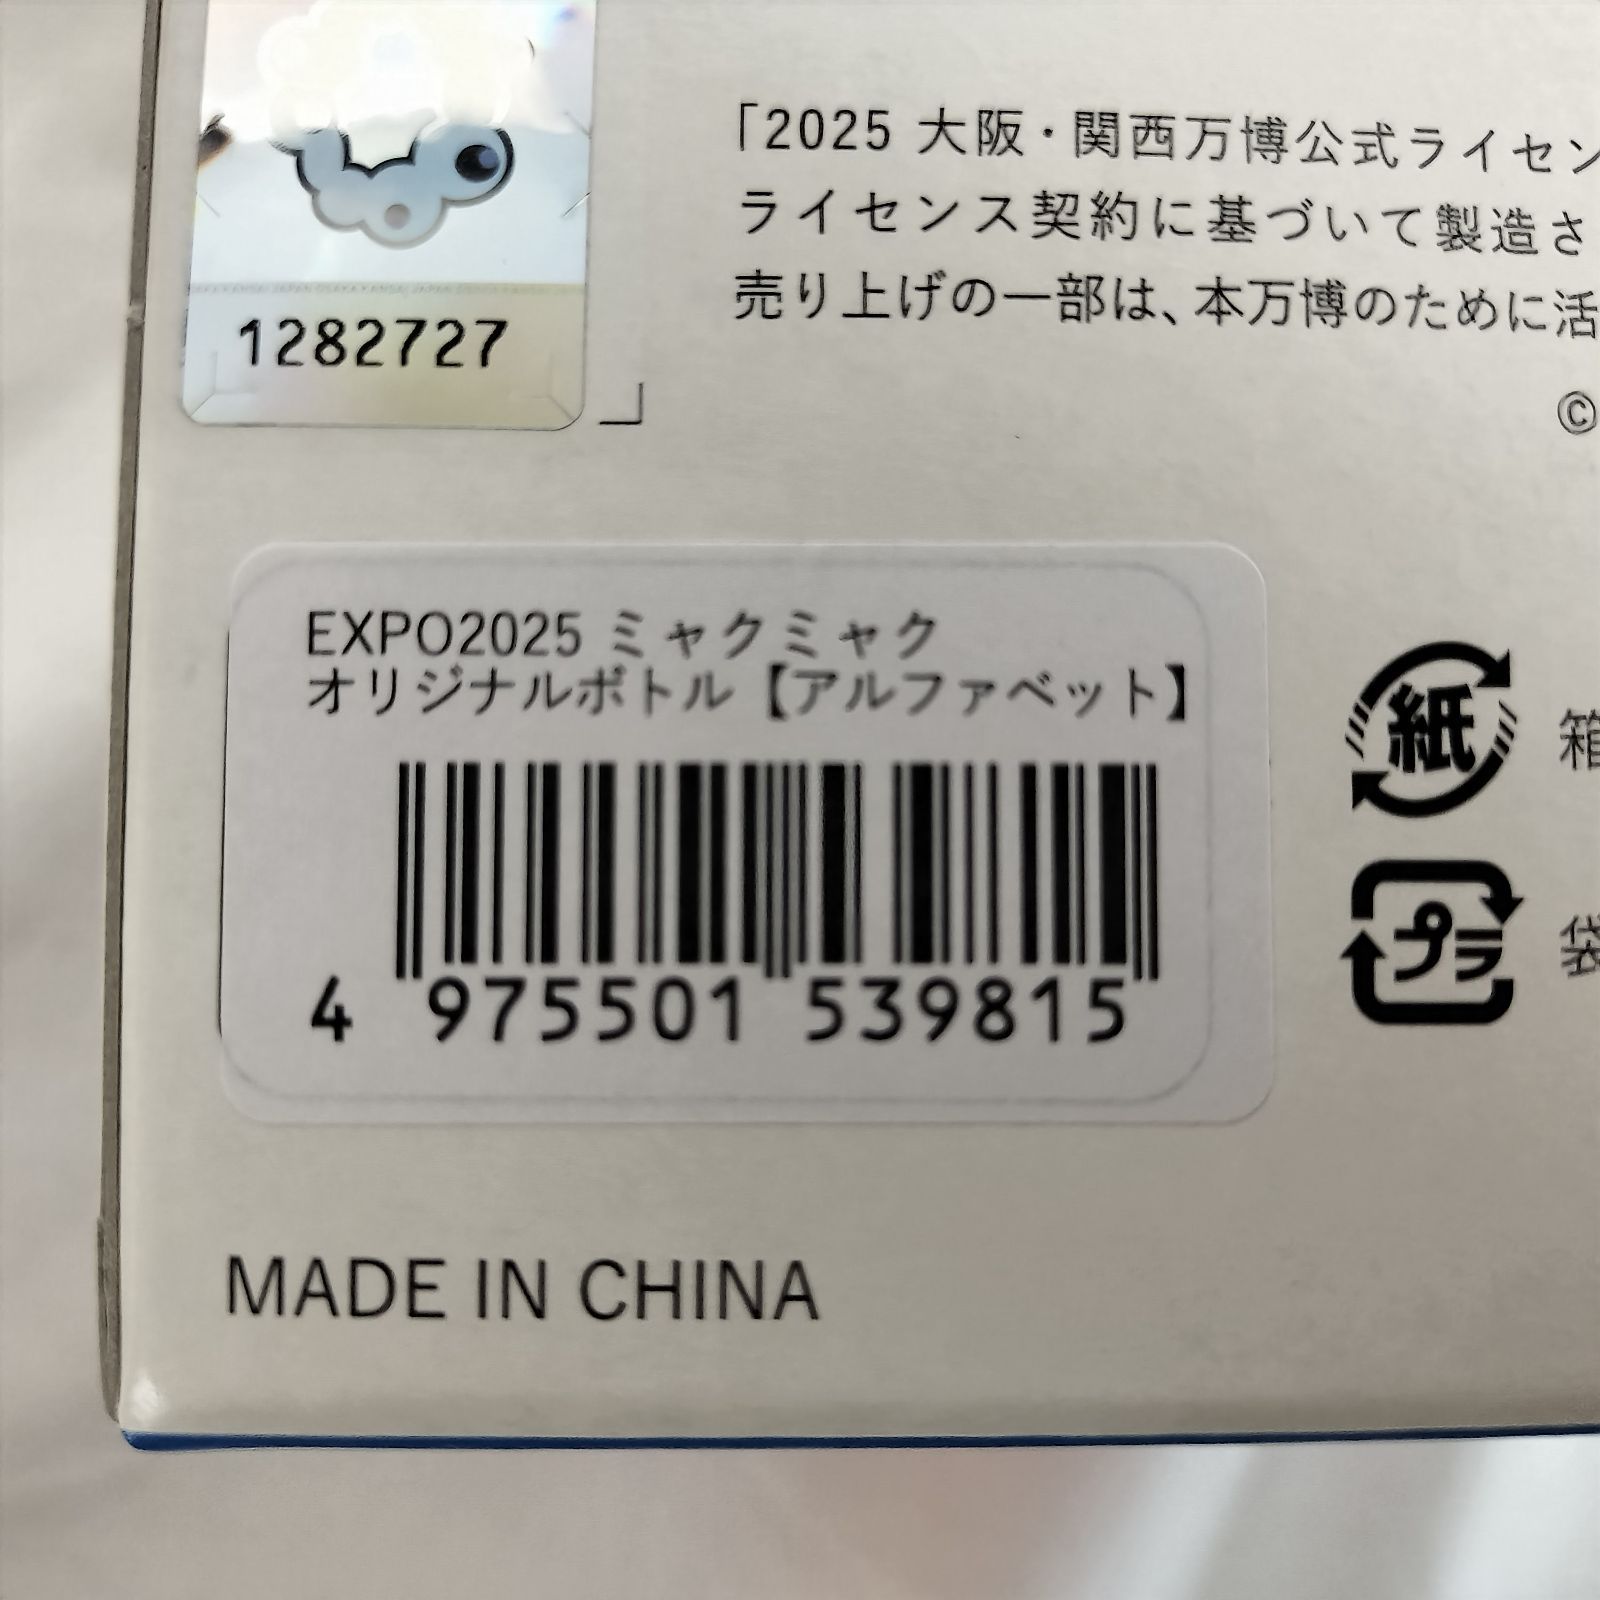 「2025 大阪・関西万博公式ライセン
ライセンス契約に基づいて製造さ
売り上げの一部は、本万博のために活
1282727
©
EXPO2025 ミャクミャク
オリジナルボトル【アルファベット】
4 975501 539815
紙
箱
プラ
袋
MADE IN CHINA